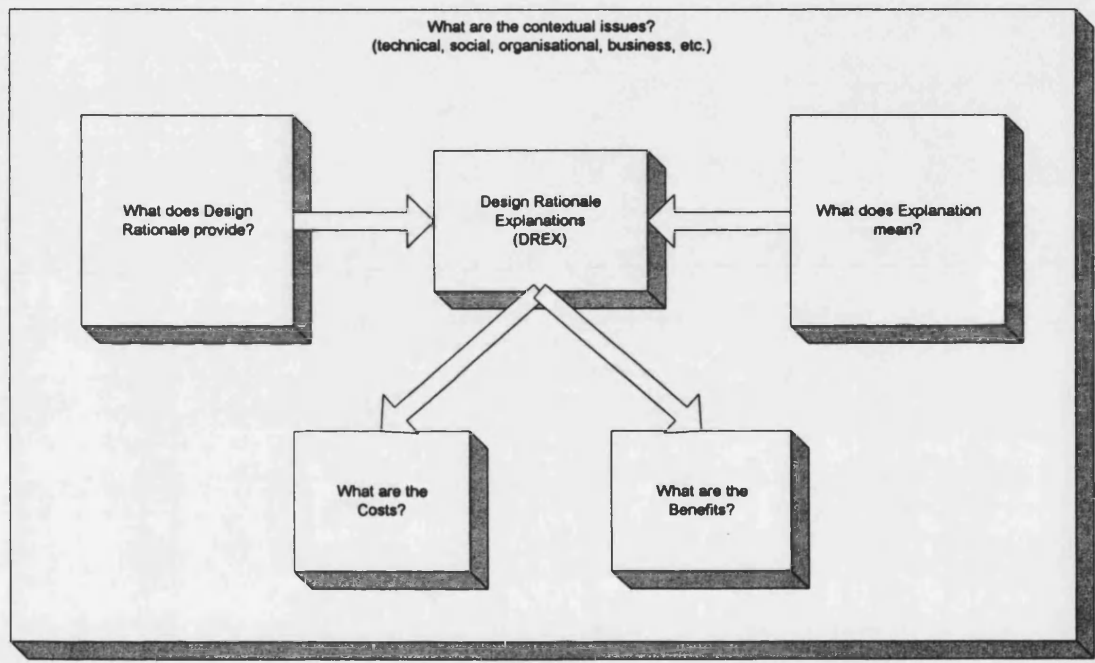 What are the contextual issues?
(technical, social, organisational, business, etc.)
What does Design
Rationale provide?
Design Rationale
Explanations
(DREX)
What does Explanation
mean?
What are the
Costs?
What are the
Benefits?